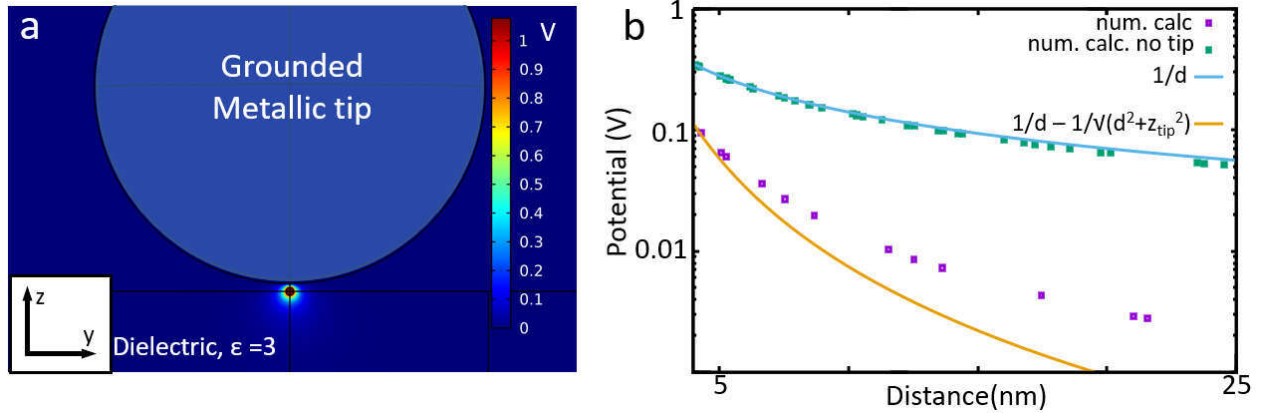 a
V
Grounded
Metallic tip
1
0.9
0.8
0.7
0.6
0.5
0.4
0.3
0.2
0.1
0
z
y
Dielectric, ε =3
b
1
0.1
0.01
Potential (V)
num. calc
num. calc. no tip
1/d
1/d – 1/√(d²+z_tip²)
5
Distance(nm)
25